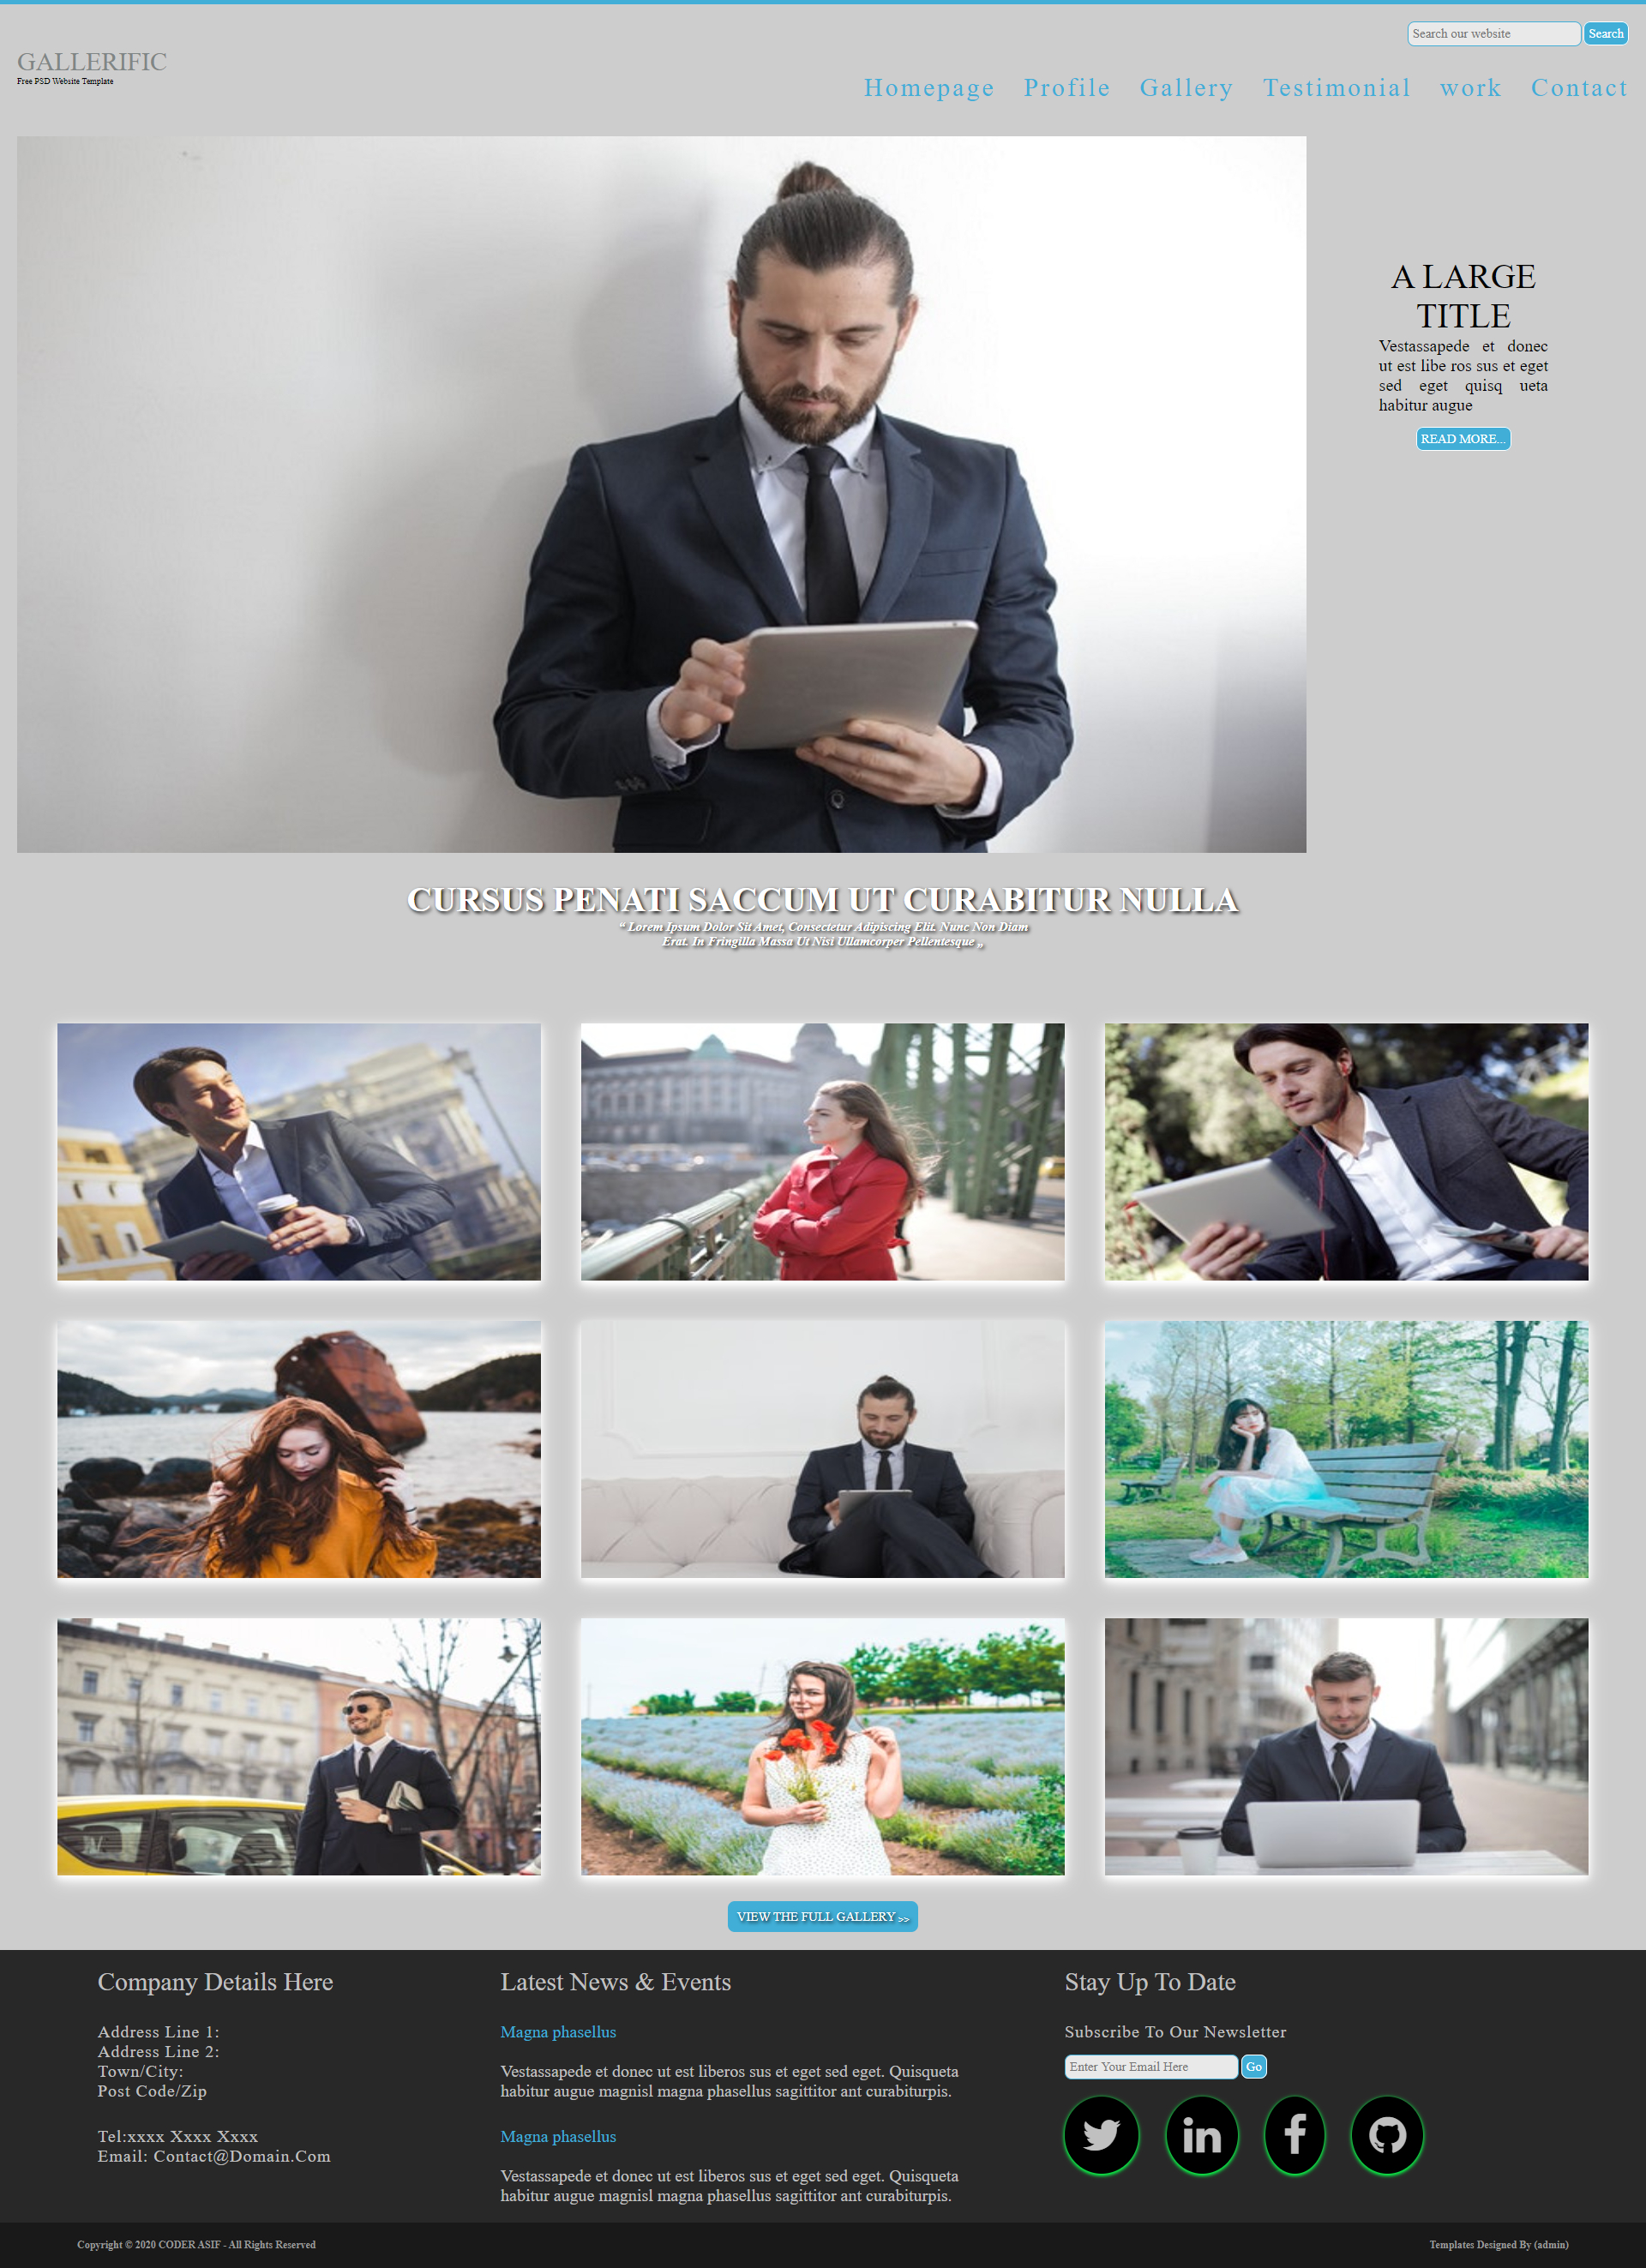 Search our website
Search
GALLERIFIC
Free PSD Website Template
Homepage Profile Gallery Testimonial work Contact
A LARGE
TITLE
Vestassapede et donec
ut est libe ros sus et eget
sed eget quisq ueta
habitur augue
READ MORE...
CURSUS PENATI SACCUM UT CURABITUR NULLA
“ Lorem Ipsum Dolor Sit Amet, Consectetur Adipiscing Elit. Nunc Non Diam
Erat. In Fringilla Massa Ut Nisi Ullamcorper Pellentesque „
VIEW THE FULL GALLERY >>
Company Details Here
Address Line 1:
Address Line 2:
Town/City:
Post Code/Zip
Tel:xxxx Xxxx Xxxx
Email: Contact@Domain.Com
Latest News & Events
Magna phasellus
Vestassapede et donec ut est liberos sus et eget sed eget. Quisqueta
habitur augue magnisl magna phasellus sagittitor ant curabiturpis.
Magna phasellus
Vestassapede et donec ut est liberos sus et eget sed eget. Quisqueta
habitur augue magnisl magna phasellus sagittitor ant curabiturpis.
Stay Up To Date
Subscribe To Our Newsletter
Enter Your Email Here
Go
Copyright © 2020 CODER ASIF - All Rights Reserved
Templates Designed By (admin)